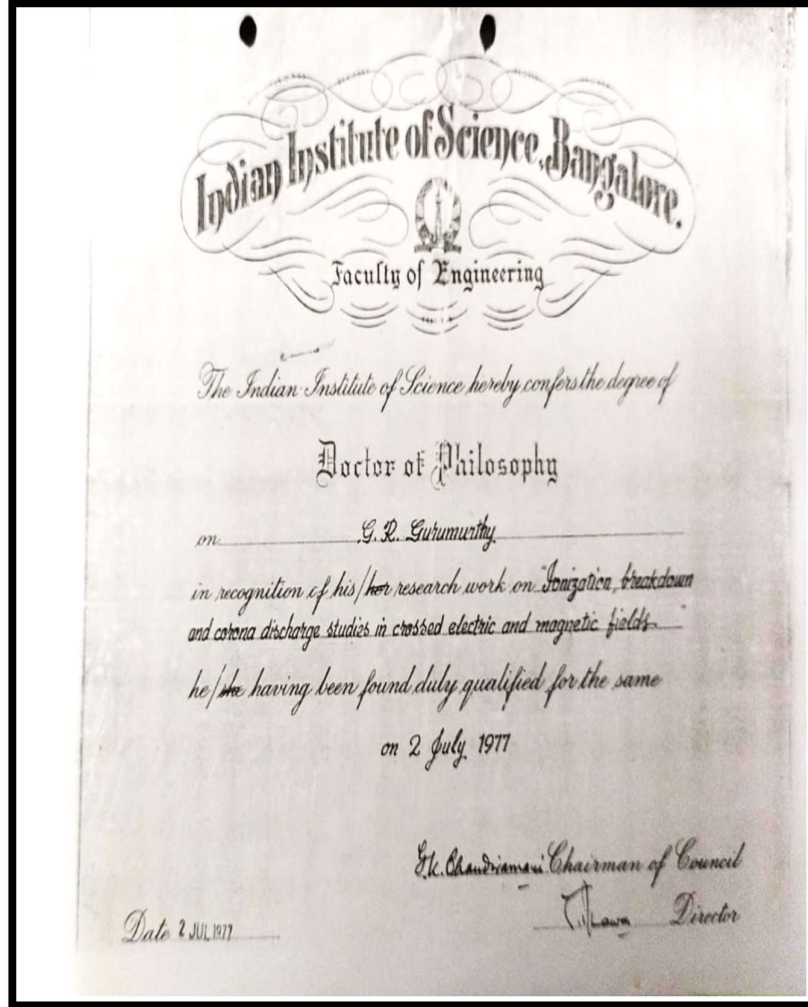 Indian Institute of Science, Bangalore.
Faculty of Engineering
The Indian Institute of Science hereby confers the degree of
Doctor of Philosophy
on G. R. Gurumurthy
in recognition of his/her research work on "Ionization, breakdown
and corona discharge studies in crossed electric and magnetic fields"
he/she having been found duly qualified for the same
on 2 July 1977
Chairman of Council
Director
Date 2 JUL 1977